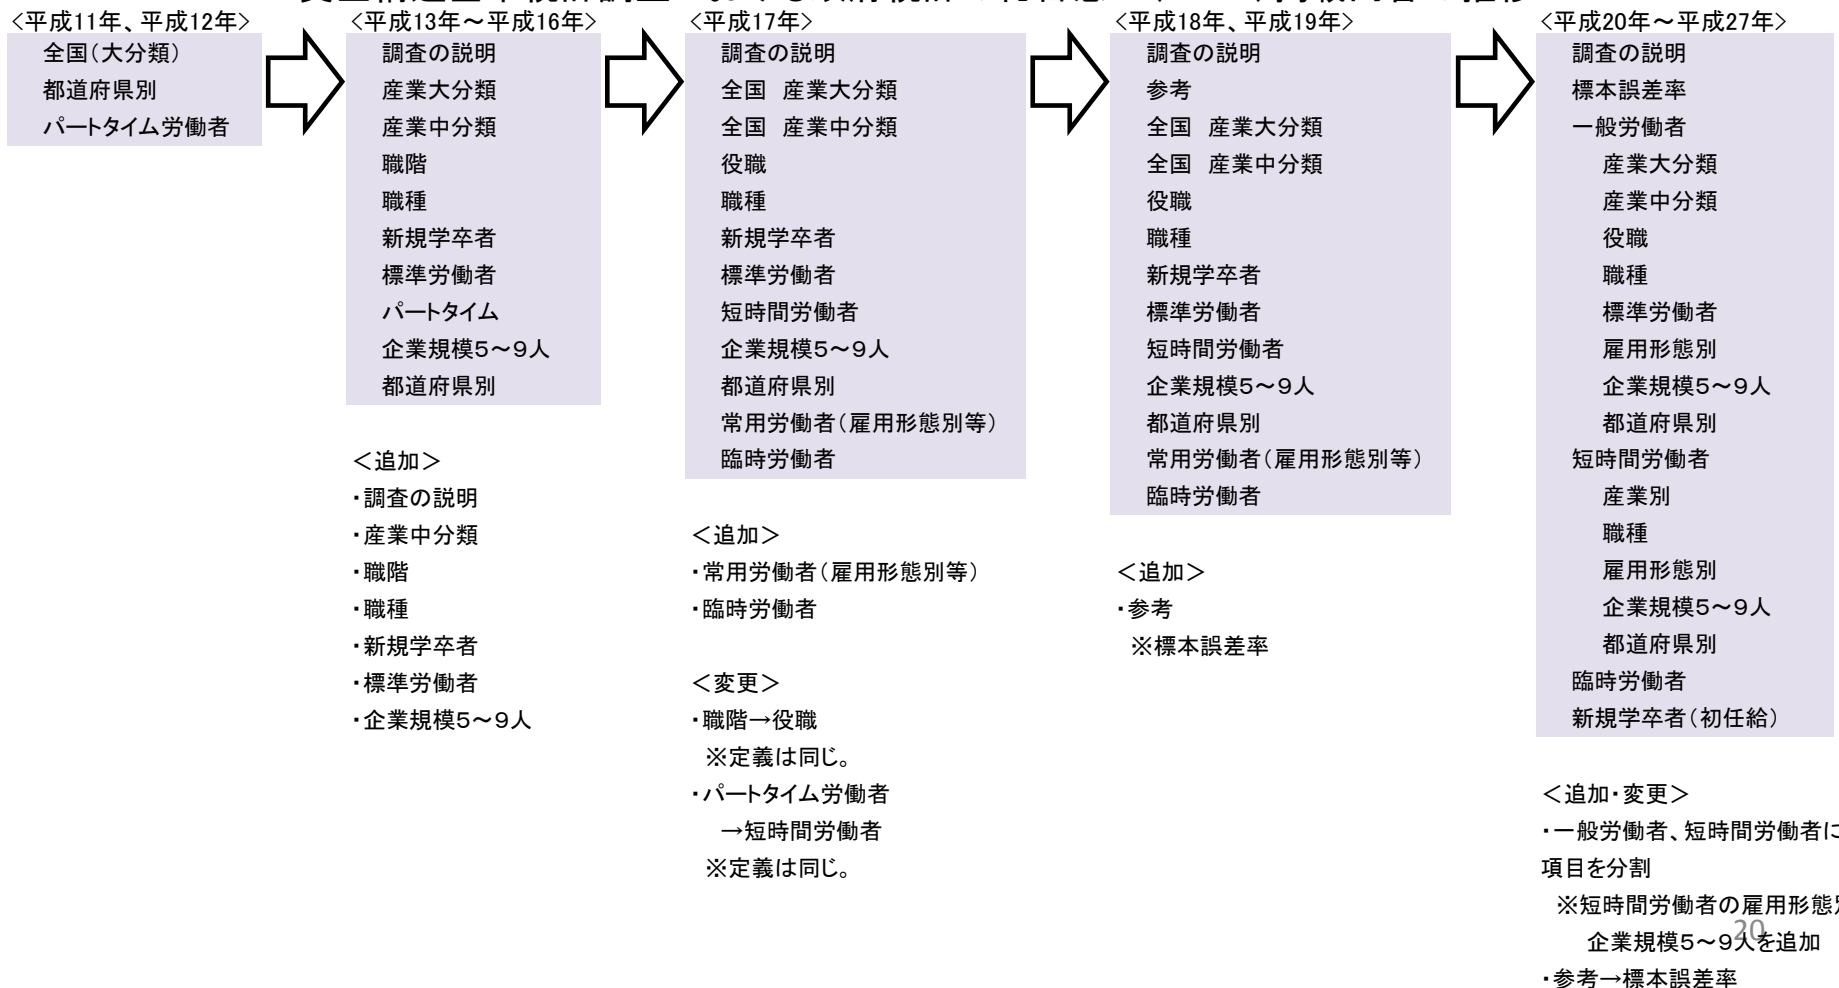 <平成11年、平成12年>
全国(大分類)
都道府県別
パートタイム労働者
<平成13年～平成16年>
調査の説明
産業大分類
産業中分類
職階
職種
新規学卒者
標準労働者
パートタイム
企業規模5～9人
都道府県別
＜追加＞
・調査の説明
・産業中分類
・職階
・職種
・新規学卒者
・標準労働者
・企業規模5～9人
<平成17年>
調査の説明
全国　産業大分類
全国　産業中分類
役職
職種
新規学卒者
標準労働者
短時間労働者
企業規模5～9人
都道府県別
常用労働者(雇用形態別等)
臨時労働者
＜追加＞
・常用労働者(雇用形態別等)
・臨時労働者
＜変更＞
・職階→役職
※定義は同じ。
・パートタイム労働者
→短時間労働者
※定義は同じ。
<平成18年、平成19年>
調査の説明
参考
全国　産業大分類
全国　産業中分類
役職
職種
新規学卒者
標準労働者
短時間労働者
企業規模5～9人
都道府県別
常用労働者(雇用形態別等)
臨時労働者
＜追加＞
・参考
※標本誤差率
<平成20年～平成27年>
調査の説明
標本誤差率
一般労働者
産業大分類
産業中分類
役職
職種
標準労働者
雇用形態別
企業規模5～9人
都道府県別
短時間労働者
産業別
職種
雇用形態別
企業規模5～9人
都道府県別
臨時労働者
新規学卒者(初任給)
＜追加・変更＞
・一般労働者、短時間労働者に
項目を分割
※短時間労働者の雇用形態別
企業規模5～9人を追加
・参考→標本誤差率
20